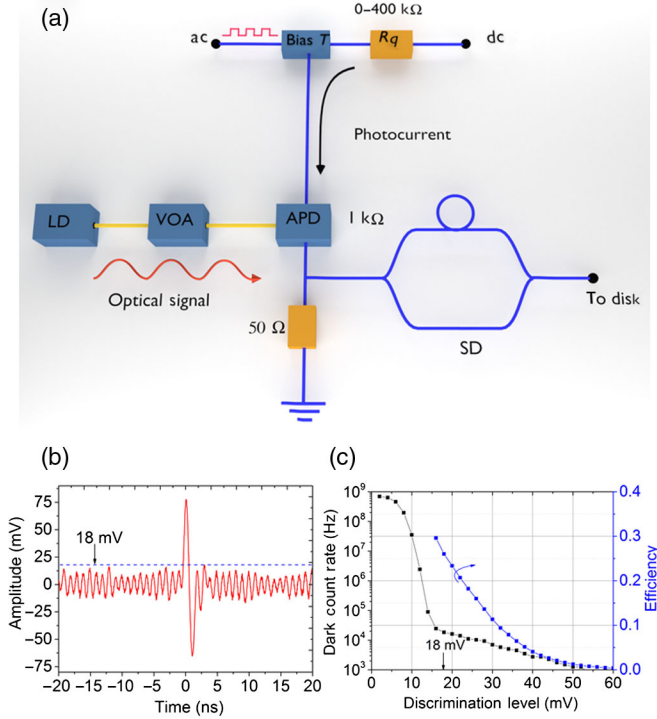 (a)
0–400 kΩ
ac
Bias T
Rq
dc
Photocurrent
LD
VOA
APD
1 kΩ
Optical signal
50 Ω
SD
To disk
(b)
75
50
25
0
−25
−50
−75
18 mV
Amplitude (mV)
−20 −15 −10 −5 0 5 10 15 20
Time (ns)
(c)
10⁹
10⁸
10⁷
10⁶
10⁵
10⁴
10³
Dark count rate (Hz)
18 mV
0.4
0.3
0.2
0.1
0.0
Efficiency
0 10 20 30 40 50 60
Discrimination level (mV)